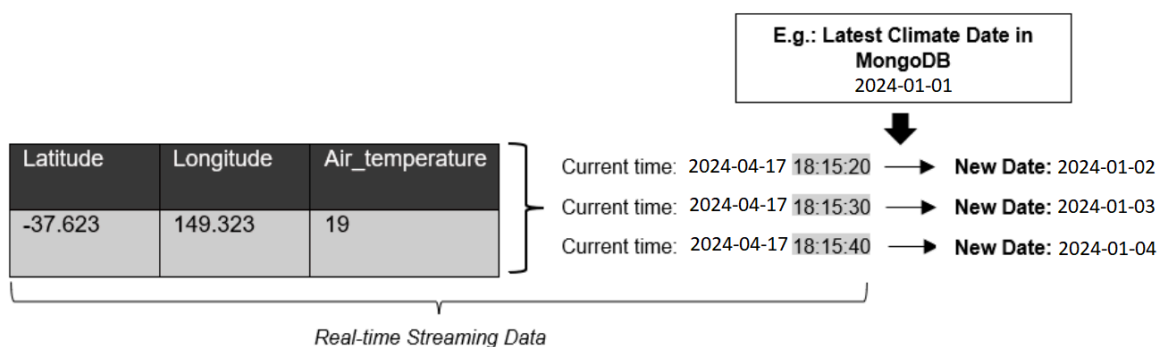 E.g.: Latest Climate Date in
MongoDB
2024-01-01
Latitude Longitude Air_temperature
-37.623 149.323 19
Current time: 2024-04-17 18:15:20 New Date: 2024-01-02
Current time: 2024-04-17 18:15:30 New Date: 2024-01-03
Current time: 2024-04-17 18:15:40 New Date: 2024-01-04
Real-time Streaming Data